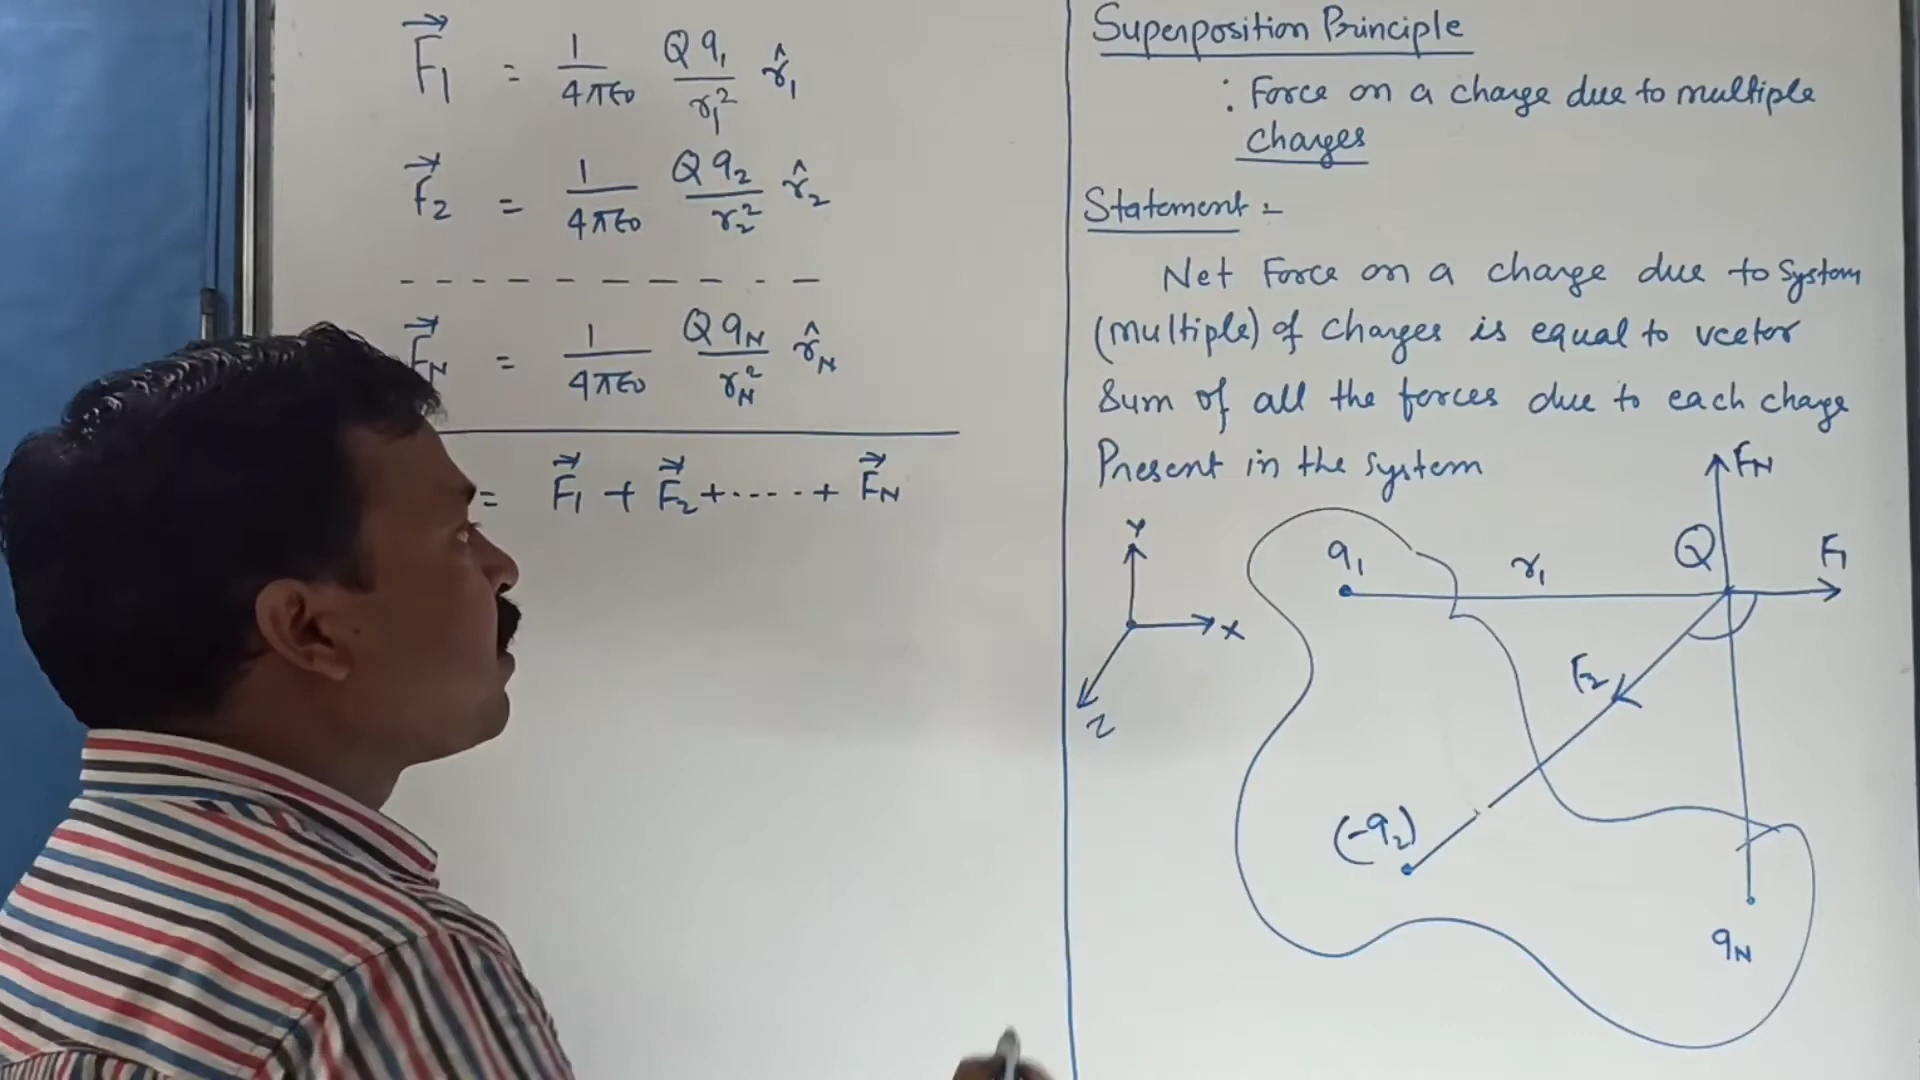 F⃗1 = 1/4πε0 Qq1/r1² r̂1
F⃗2 = 1/4πε0 Qq2/r2² r̂2
- - - - - - - - - - - -
F⃗N = 1/4πε0 QqN/rN² r̂N
= F⃗1 + F⃗2 + ---- + F⃗N
Superposition Principle
: Force on a charge due to multiple
charges
Statement :-
Net Force on a charge due to System
(multiple) of charges is equal to vector
Sum of all the forces due to each charge
Present in the system
FN
Y
q1
r1
Q
F1
X
F2
Z
(-q2)
qN